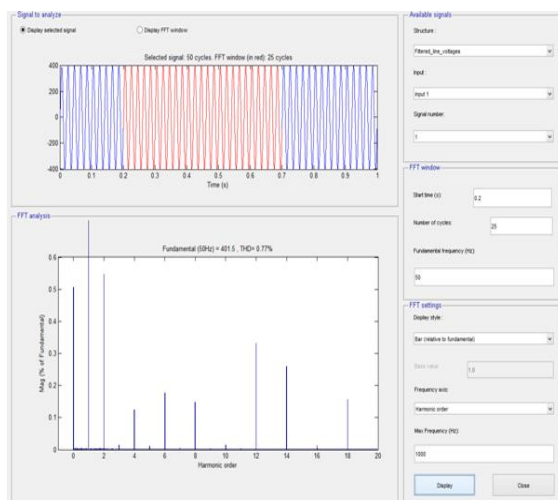 Signal to analyze
Display selected signal
Display FFT window
Selected signal: 50 cycles. FFT window (in red): 25 cycles
400
200
0
-200
-400
0 0.1 0.2 0.3 0.4 0.5 0.6 0.7 0.8 0.9 1
Time (s)
FFT analysis
Fundamental (50Hz) = 401.5 , THD= 0.77%
Mag (% of Fundamental)
0.6
0.5
0.4
0.3
0.2
0.1
0
0 2 4 6 8 10 12 14 16 18 20
Harmonic order
Available signals
Structure :
Filtered_line_voltages
Input :
input 1
Signal number:
1
FFT window
Start time (s):
0.2
Number of cycles:
25
Fundamental frequency (Hz):
50
FFT settings
Display style:
Bar (relative to fundamental)
Base value:
1.0
Frequency axis:
Harmonic order
Max Frequency (Hz):
1000
Display
Close